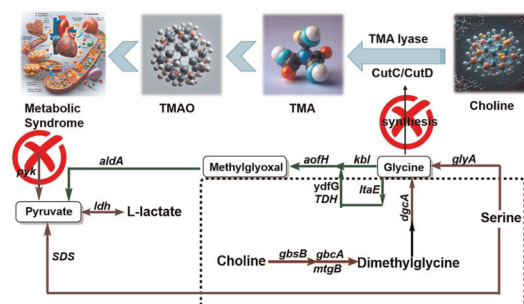 TMA lyase
CutC/CutD
Metabolic
Syndrome
TMAO
TMA
Choline
synthesis
pyk
aldA
Methylglyoxal
aofH
kbl
Glycine
glyA
ydfG
TDH
ltaE
dgcA
Pyruvate
ldh
L-lactate
Serine
SDS
Choline
gbsB
gbcA
mtgB
Dimethylglycine